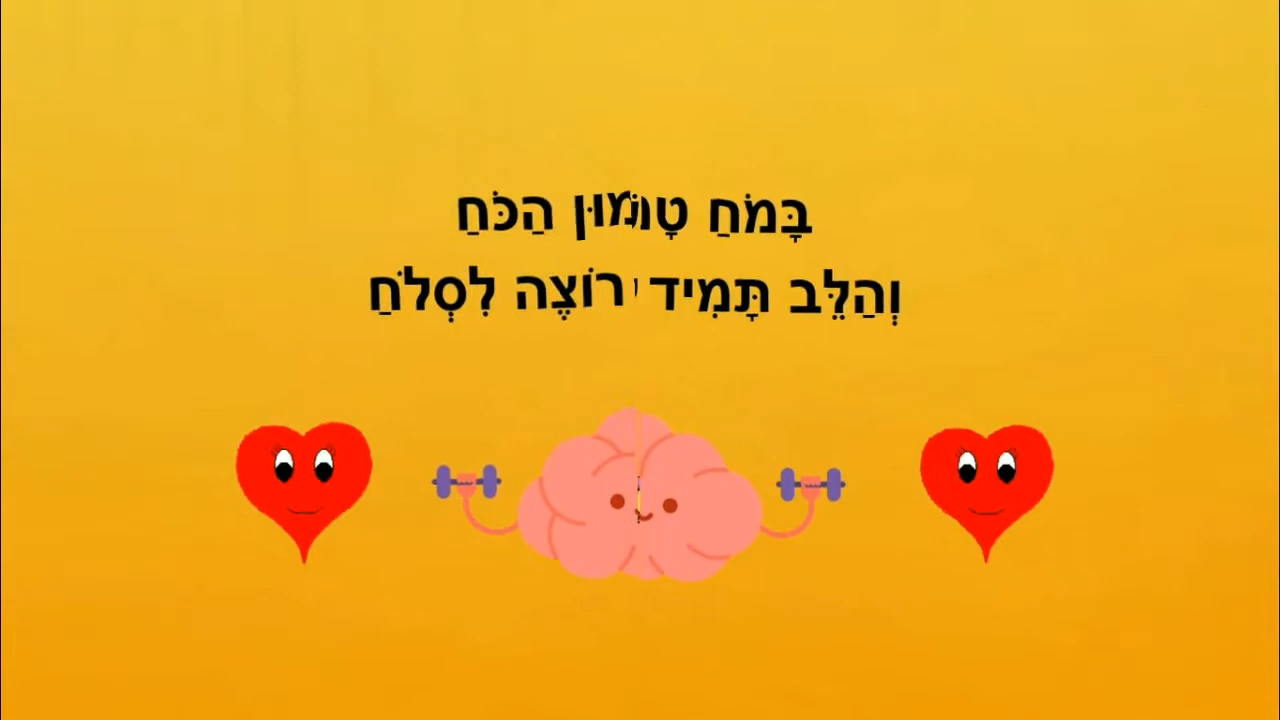 בָּמֹחַ טָמוּן הַכֹּחַ
וְהַלֵּב תָּמִיד רוֹצֶה לִסְלֹחַ